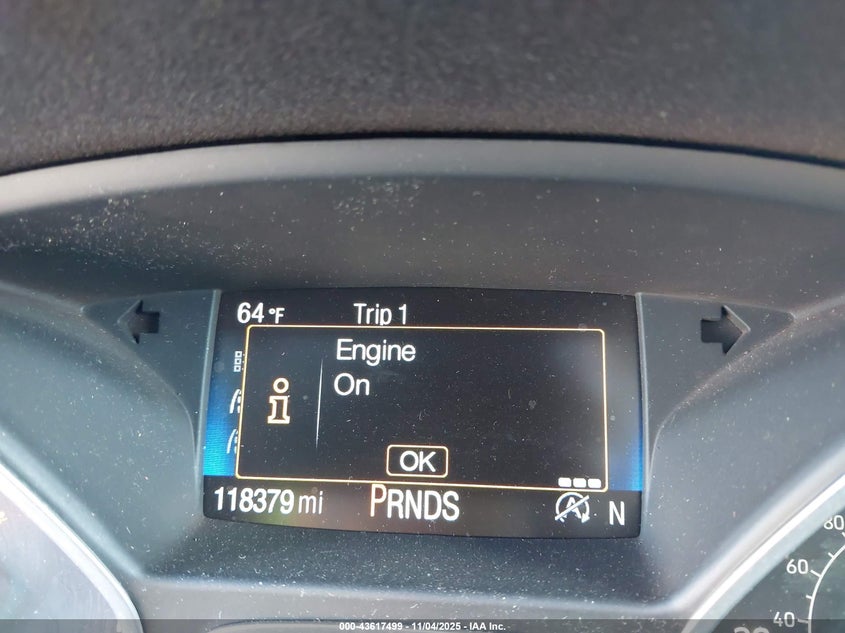 64°F Trip 1
Engine
On
OK
118379 mi PRNDS N
80
60
40
000-43617499 - 11/04/2025 - IAA Inc.